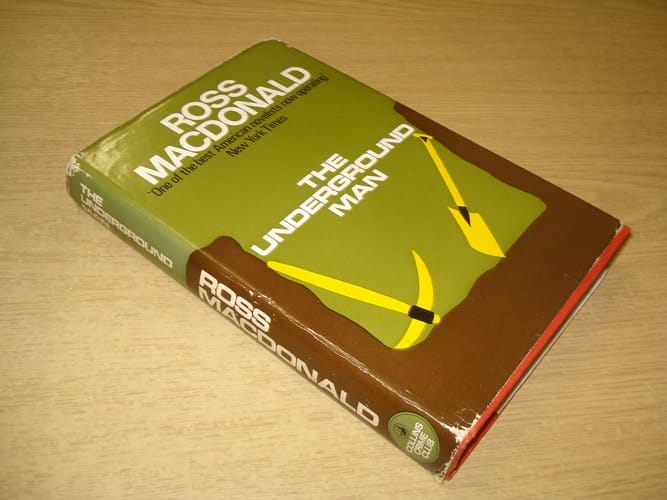 ROSS
MACDONALD
'One of the best American novelists now operating'
New York Times
THE
UNDERGROUND
MAN
THE
UNDERGROUND
MAN
ROSS
MACDONALD
COLLINS
CRIME
CLUB